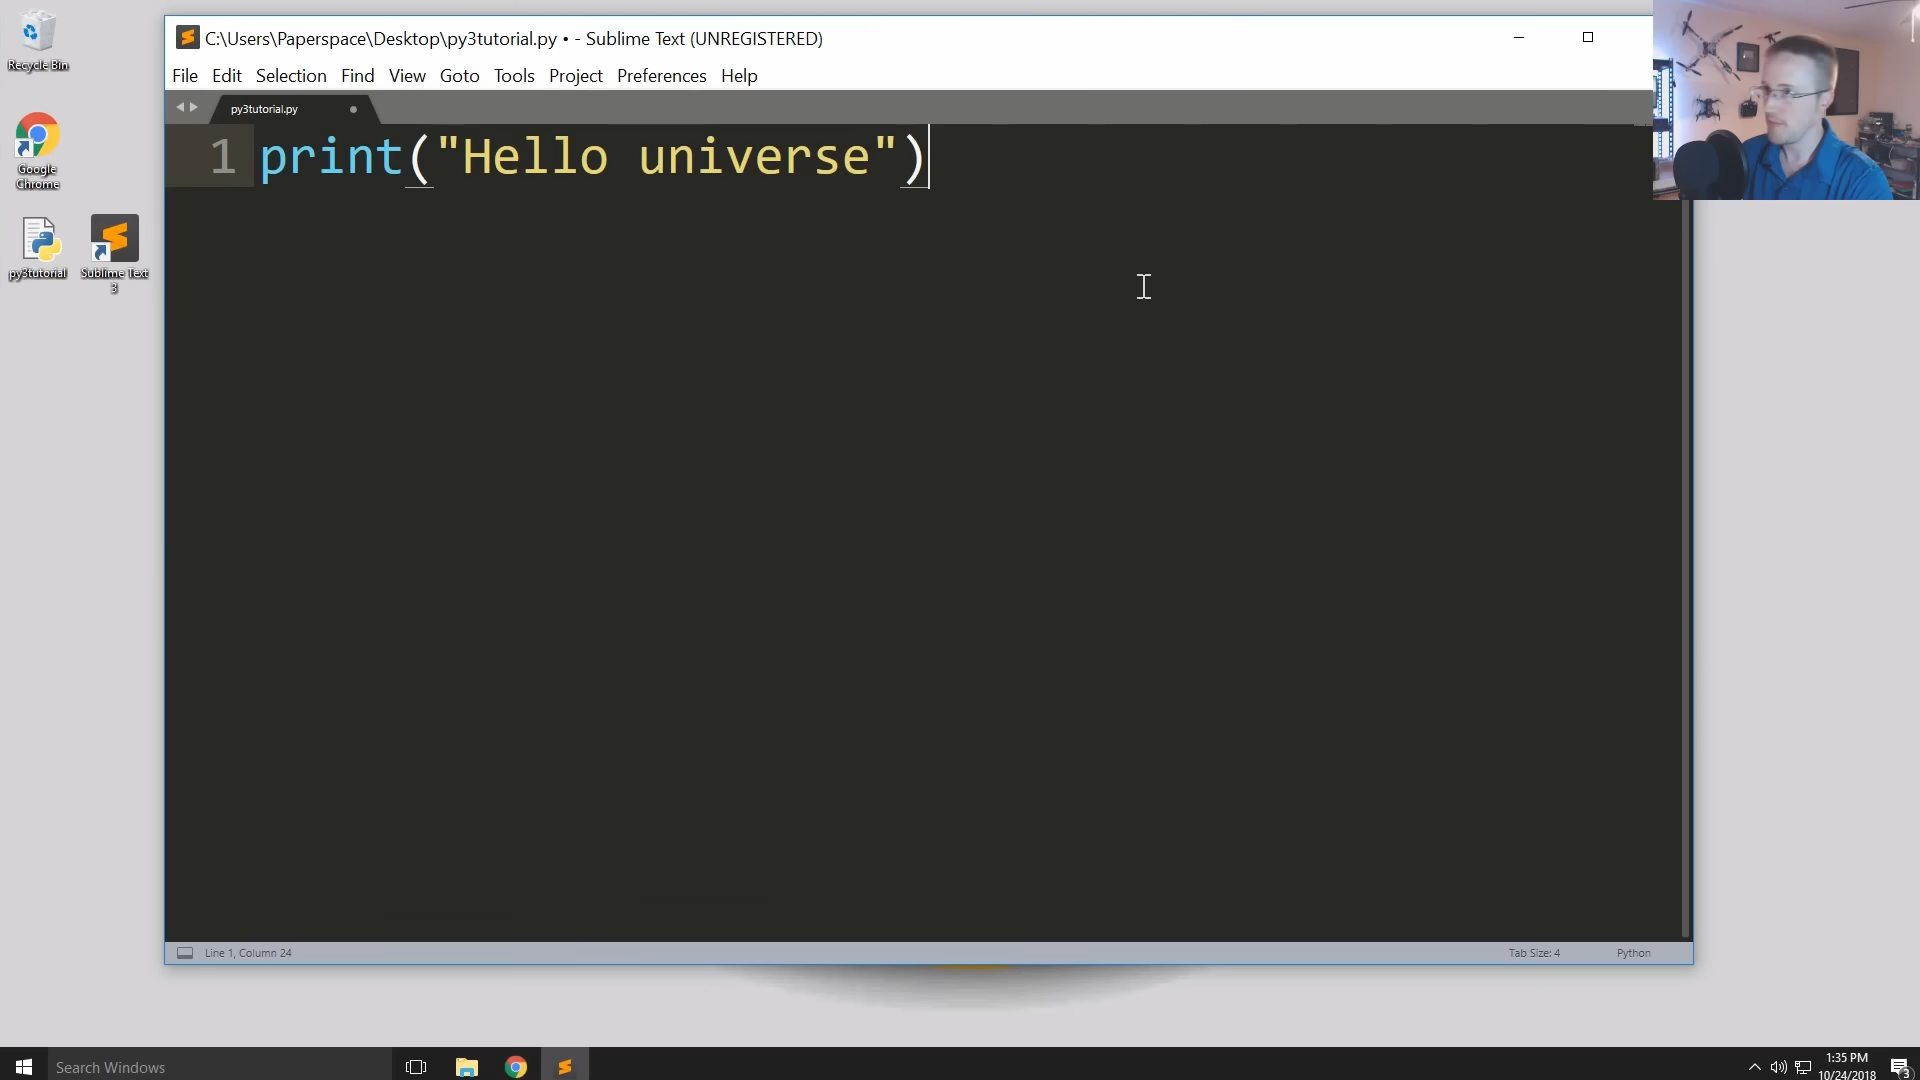 Recycle Bin
Google
Chrome
py3tutorial
Sublime Text
3
C:\Users\Paperspace\Desktop\py3tutorial.py • - Sublime Text (UNREGISTERED)
File Edit Selection Find View Goto Tools Project Preferences Help
py3tutorial.py
1 print("Hello universe")
Line 1, Column 24
Tab Size: 4
Python
Search Windows
1:35 PM
10/24/2018
3